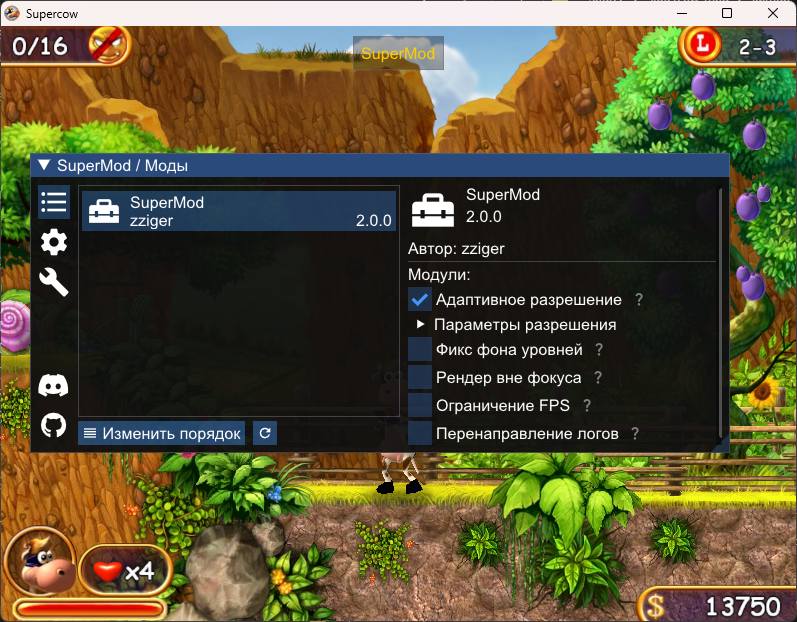 Supercow
0/16
SuperMod
L
2-3
SuperMod / Моды
SuperMod
zziger
2.0.0
SuperMod
2.0.0
Автор: zziger
Модули:
Адаптивное разрешение ?
Параметры разрешения
Фикс фона уровней ?
Рендер вне фокуса ?
Ограничение FPS ?
Перенаправление логов ?
Изменить порядок
x4
$ 13750